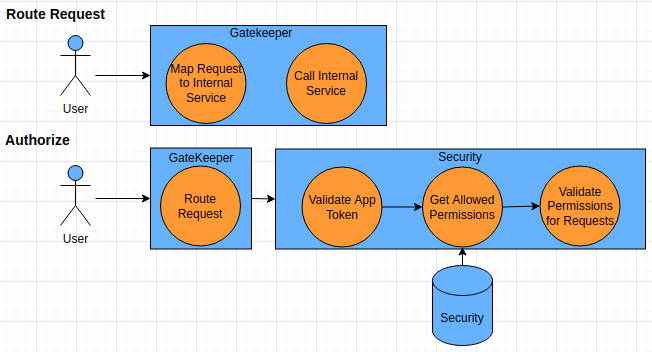 Route Request
Gatekeeper
Map Request
to Internal
Service
Call Internal
Service
User
Authorize
GateKeeper
Route
Request
User
Security
Validate App
Token
Get Allowed
Permissions
Validate
Permissions
for Requests
Security